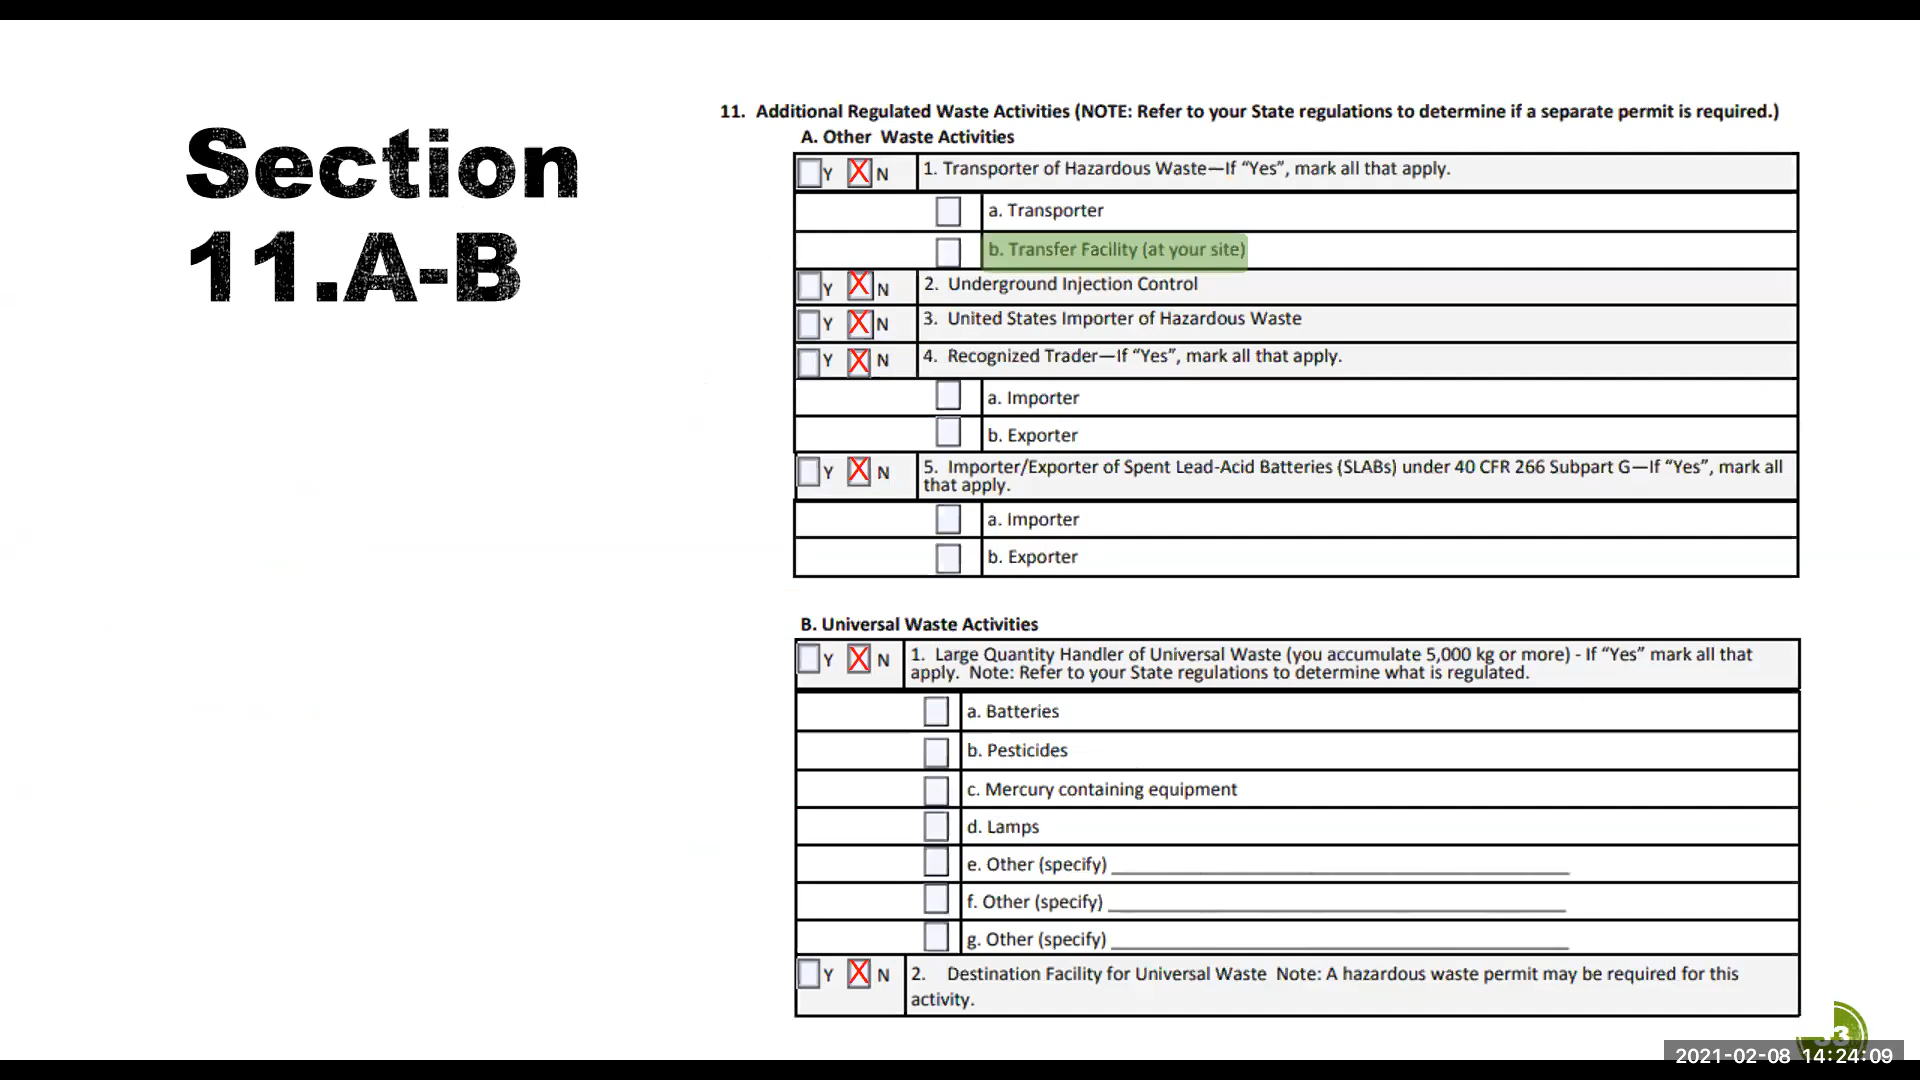 Section
11.A-B
11. Additional Regulated Waste Activities (NOTE: Refer to your State regulations to determine if a separate permit is required.)
A. Other Waste Activities
Y X N 1. Transporter of Hazardous Waste—If “Yes”, mark all that apply.
a. Transporter
b. Transfer Facility (at your site)
Y X N 2. Underground Injection Control
Y X N 3. United States Importer of Hazardous Waste
Y X N 4. Recognized Trader—If “Yes”, mark all that apply.
a. Importer
b. Exporter
Y X N 5. Importer/Exporter of Spent Lead-Acid Batteries (SLABs) under 40 CFR 266 Subpart G—If “Yes”, mark all
that apply.
a. Importer
b. Exporter
B. Universal Waste Activities
Y X N 1. Large Quantity Handler of Universal Waste (you accumulate 5,000 kg or more) - If “Yes” mark all that
apply. Note: Refer to your State regulations to determine what is regulated.
a. Batteries
b. Pesticides
c. Mercury containing equipment
d. Lamps
e. Other (specify)
f. Other (specify)
g. Other (specify)
Y X N 2. Destination Facility for Universal Waste Note: A hazardous waste permit may be required for this
activity.
2021-02-08 14:24:09